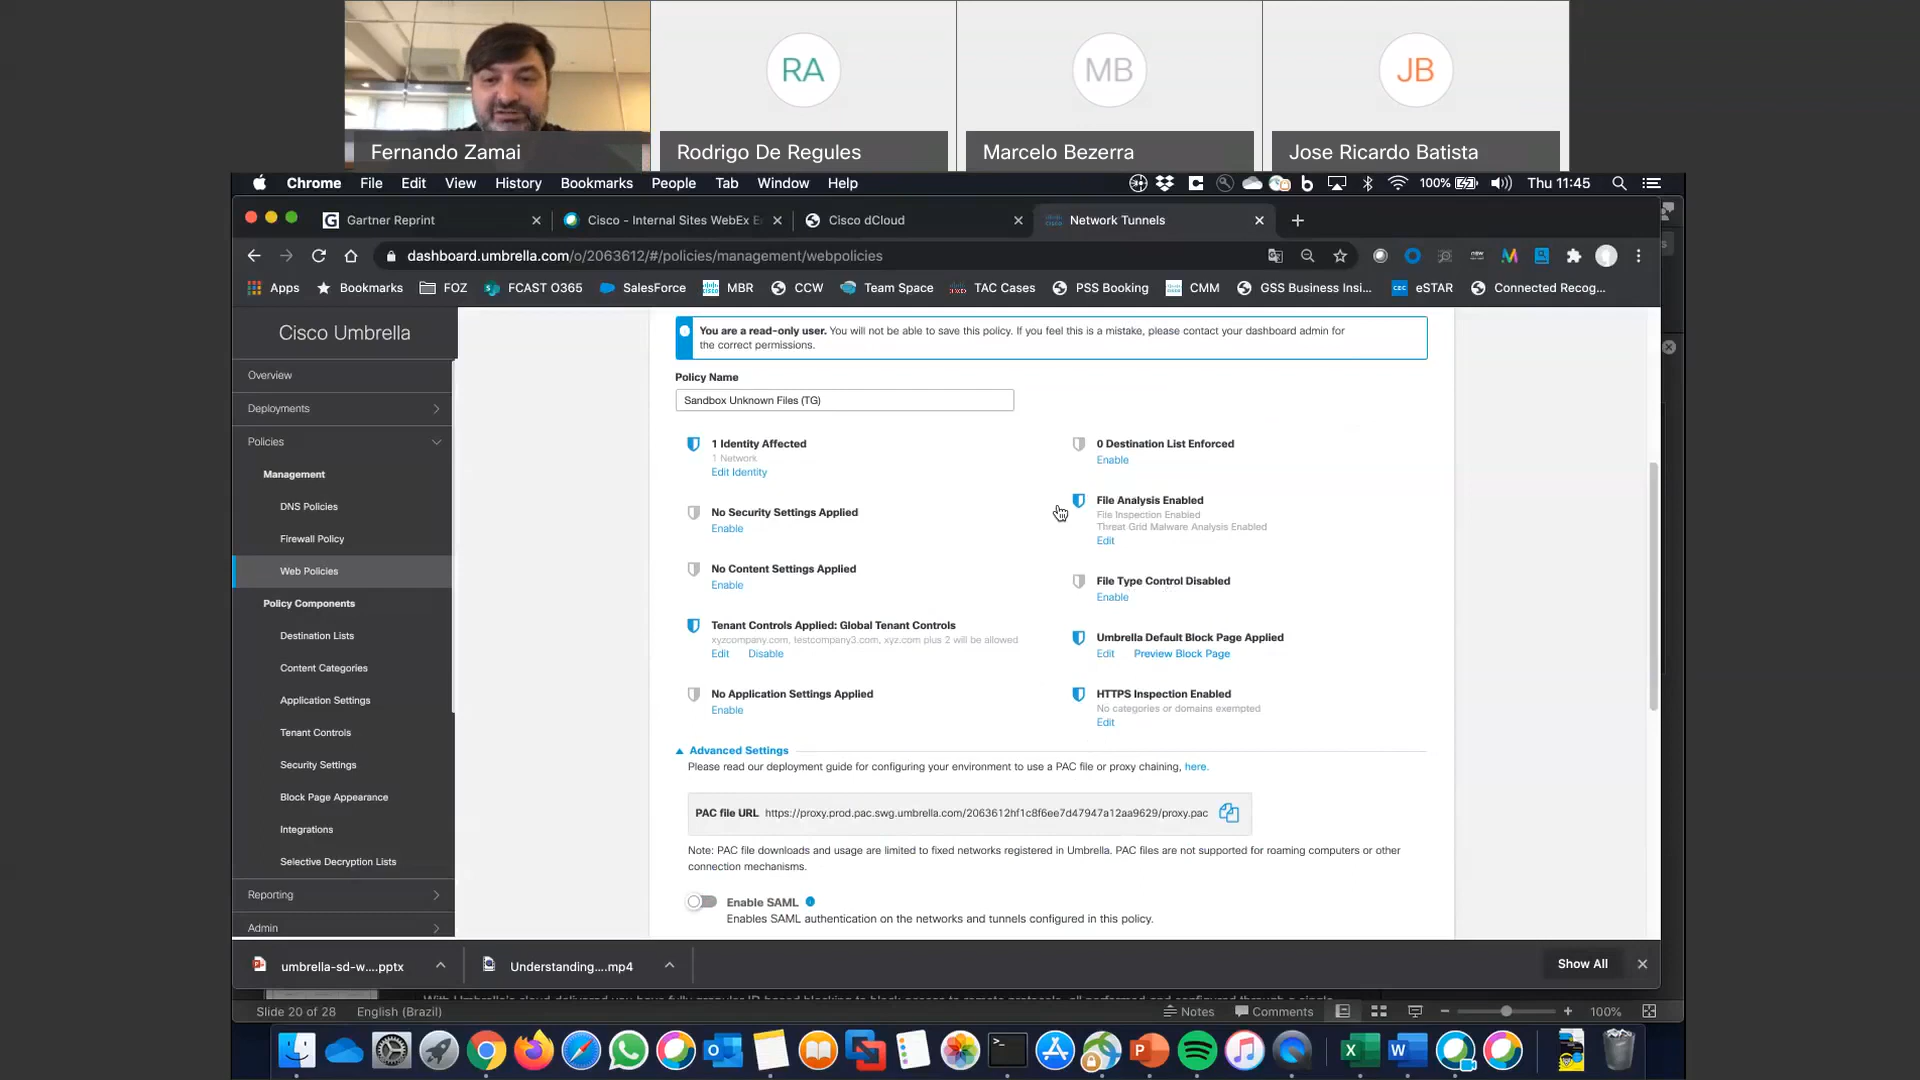 RA
MB
JB
Fernando Zamai
Rodrigo De Regules
Marcelo Bezerra
Jose Ricardo Batista
Chrome File Edit View History Bookmarks People Tab Window Help
100% Thu 11:45
Gartner Reprint
Cisco - Internal Sites WebEx E
Cisco dCloud
Network Tunnels
dashboard.umbrella.com/o/2063612/#/policies/management/webpolicies
Apps Bookmarks FOZ FCAST O365 SalesForce MBR CCW Team Space TAC Cases PSS Booking CMM GSS Business Insi... eSTAR Connected Recog...
Cisco Umbrella
Overview
Deployments
Policies
Management
DNS Policies
Firewall Policy
Web Policies
Policy Components
Destination Lists
Content Categories
Application Settings
Tenant Controls
Security Settings
Block Page Appearance
Integrations
Selective Decryption Lists
Reporting
Admin
You are a read-only user. You will not be able to save this policy. If you feel this is a mistake, please contact your dashboard admin for
the correct permissions.
Policy Name
Sandbox Unknown Files (TG)
1 Identity Affected
1 Network
Edit Identity
No Security Settings Applied
Enable
No Content Settings Applied
Enable
Tenant Controls Applied: Global Tenant Controls
xyzcompany.com, testcompany3.com, xyz.com plus 2 will be allowed
Edit Disable
No Application Settings Applied
Enable
0 Destination List Enforced
Enable
File Analysis Enabled
File Inspection Enabled
Threat Grid Malware Analysis Enabled
Edit
File Type Control Disabled
Enable
Umbrella Default Block Page Applied
Edit Preview Block Page
HTTPS Inspection Enabled
No categories or domains exempted
Edit
Advanced Settings
Please read our deployment guide for configuring your environment to use a PAC file or proxy chaining, here.
PAC file URL https://proxy.prod.pac.swg.umbrella.com/2063612hf1c8f6ee7d47947a12aa9629/proxy.pac
Note: PAC file downloads and usage are limited to fixed networks registered in Umbrella. PAC files are not supported for roaming computers or other
connection mechanisms.
Enable SAML
Enables SAML authentication on the networks and tunnels configured in this policy.
umbrella-sd-w....pptx
Understanding....mp4
Show All
Slide 20 of 28 English (Brazil)
Notes Comments 100%